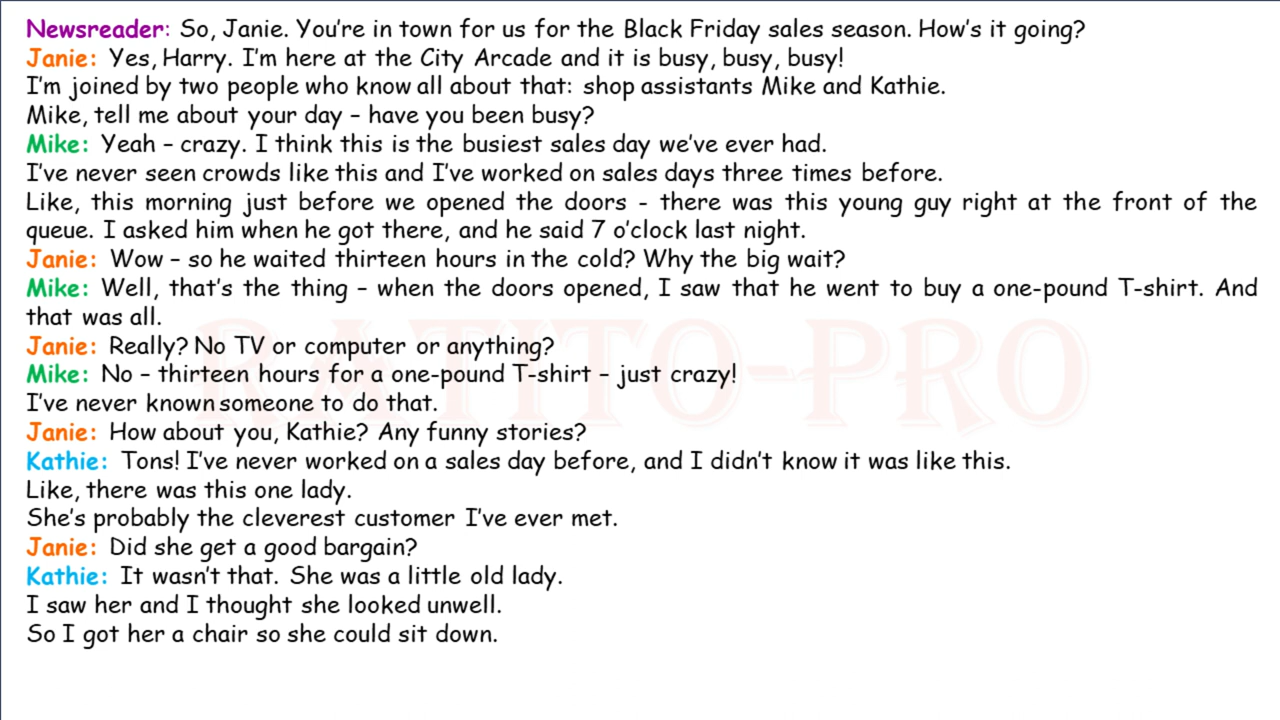 Newsreader: So, Janie. You're in town for us for the Black Friday sales season. How's it going?
Janie: Yes, Harry. I'm here at the City Arcade and it is busy, busy, busy!
I'm joined by two people who know all about that: shop assistants Mike and Kathie.
Mike, tell me about your day – have you been busy?
Mike: Yeah – crazy. I think this is the busiest sales day we've ever had.
I've never seen crowds like this and I've worked on sales days three times before.
Like, this morning just before we opened the doors - there was this young guy right at the front of the
queue. I asked him when he got there, and he said 7 o'clock last night.
Janie: Wow – so he waited thirteen hours in the cold? Why the big wait?
Mike: Well, that's the thing – when the doors opened, I saw that he went to buy a one-pound T-shirt. And
that was all.
Janie: Really? No TV or computer or anything?
Mike: No – thirteen hours for a one-pound T-shirt – just crazy!
I've never known someone to do that.
Janie: How about you, Kathie? Any funny stories?
Kathie: Tons! I've never worked on a sales day before, and I didn't know it was like this.
Like, there was this one lady.
She's probably the cleverest customer I've ever met.
Janie: Did she get a good bargain?
Kathie: It wasn't that. She was a little old lady.
I saw her and I thought she looked unwell.
So I got her a chair so she could sit down.
RATITO-PRO